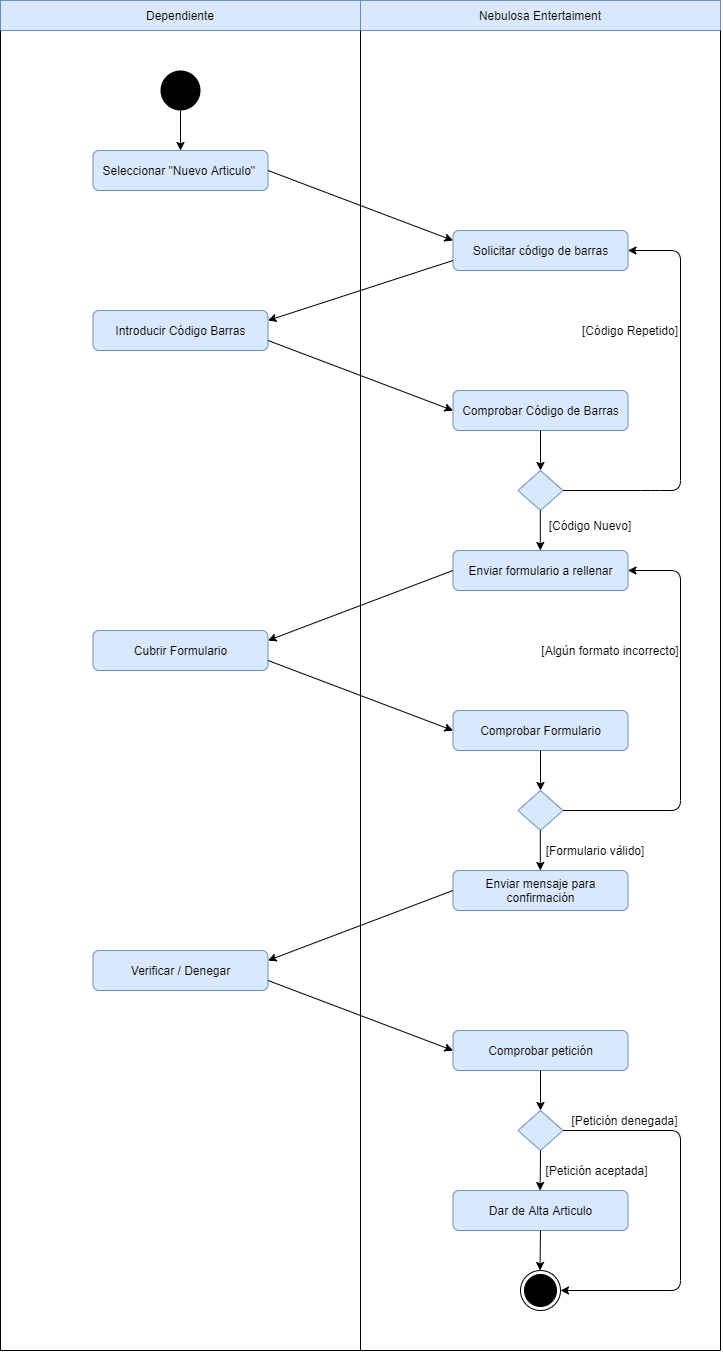 Dependiente
Nebulosa Entertaiment
Seleccionar "Nuevo Articulo"
Solicitar código de barras
Introducir Código Barras
[Código Repetido]
Comprobar Código de Barras
[Código Nuevo]
Enviar formulario a rellenar
Cubrir Formulario
[Algún formato incorrecto]
Comprobar Formulario
[Formulario válido]
Enviar mensaje para
confirmación
Verificar / Denegar
Comprobar petición
[Petición denegada]
[Petición aceptada]
Dar de Alta Articulo